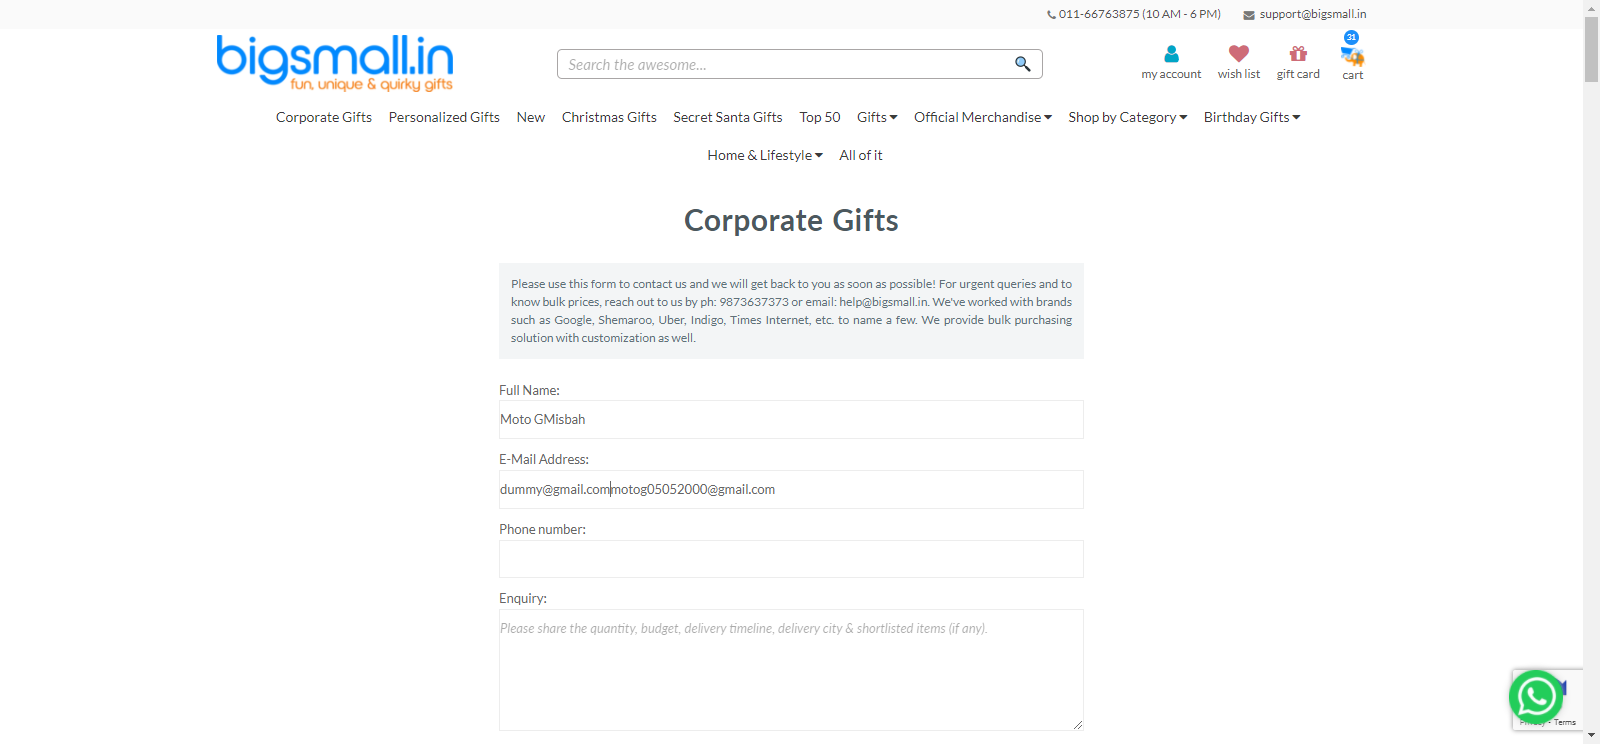 011-66763875 (10 AM - 6 PM) support@bigsmall.in
bigsmall.in
fun, unique & quirky gifts
Search the awesome...
31
my account wish list gift card cart
Corporate Gifts Personalized Gifts New Christmas Gifts Secret Santa Gifts Top 50 Gifts Official Merchandise Shop by Category Birthday Gifts
Home & Lifestyle All of it
Corporate Gifts
Please use this form to contact us and we will get back to you as soon as possible! For urgent queries and to
know bulk prices, reach out to us by ph: 9873637373 or email: help@bigsmall.in. We've worked with brands
such as Google, Shemaroo, Uber, Indigo, Times Internet, etc. to name a few. We provide bulk purchasing
solution with customization as well.
Full Name:
Moto GMisbah
E-Mail Address:
dummy@gmail.commotog05052000@gmail.com
Phone number:
Enquiry:
Please share the quantity, budget, delivery timeline, delivery city & shortlisted items (if any).
Privacy - Terms